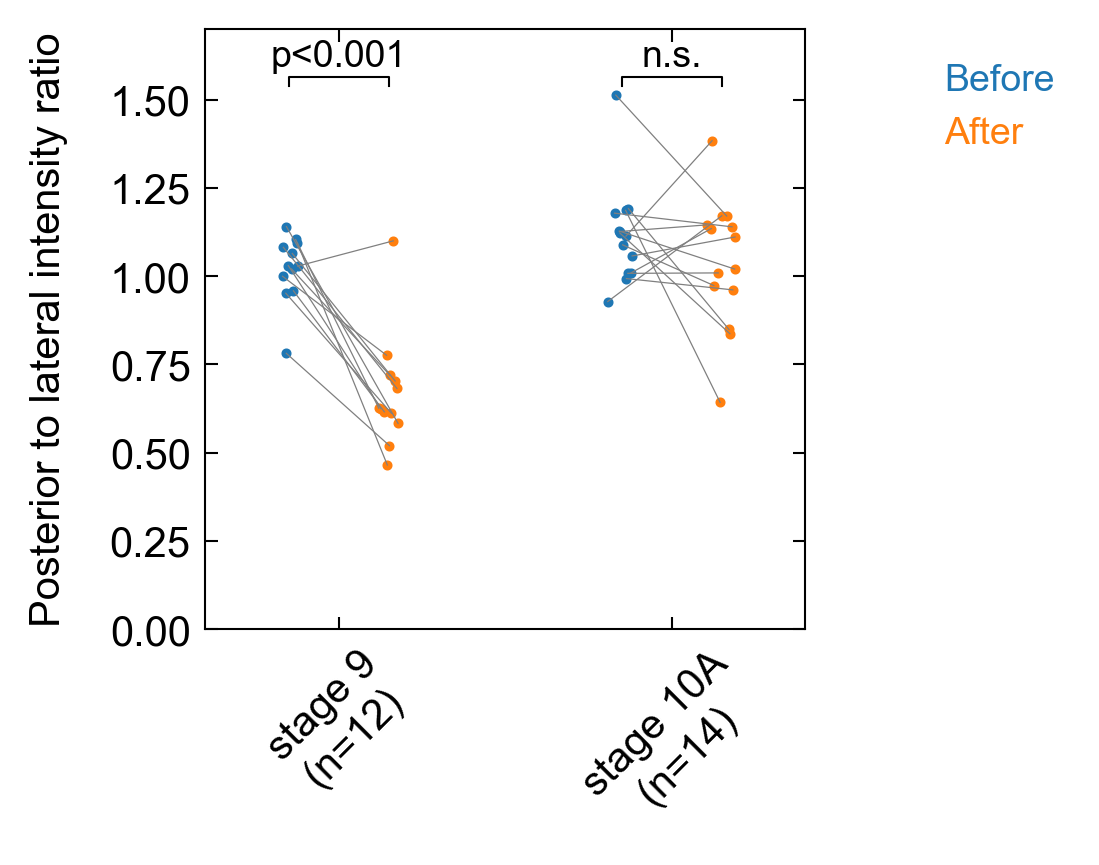 Posterior to lateral intensity ratio
p<0.001
n.s.
Before
After
1.50
1.25
1.00
0.75
0.50
0.25
0.00
stage 9
(n=12)
stage 10A
(n=14)